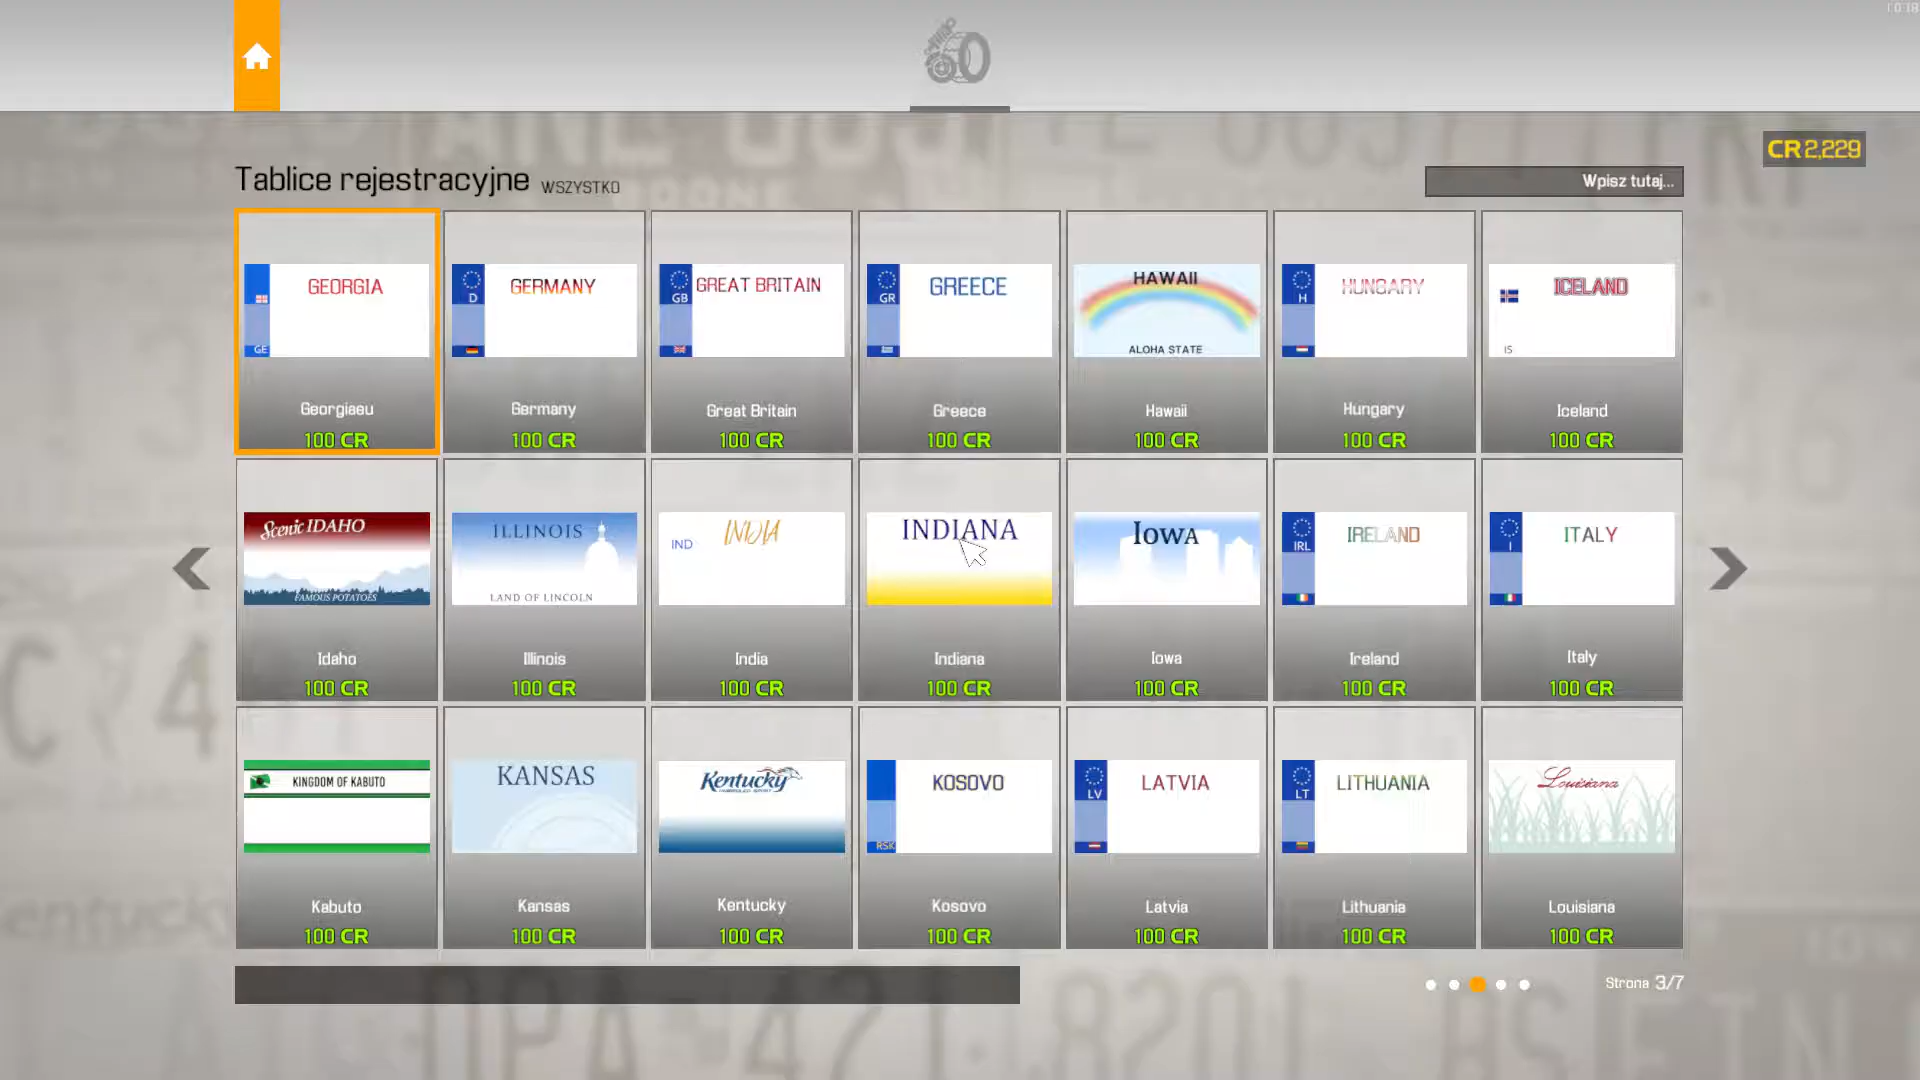 CR 2,229
Tablice rejestracyjne WSZYSTKO
Wpisz tutaj...
GEORGIA
GE
Georgiaeu
100 CR
D
GERMANY
Germany
100 CR
GB
GREAT BRITAIN
Great Britain
100 CR
GR
GREECE
Greece
100 CR
HAWAII
ALOHA STATE
Hawaii
100 CR
H
HUNGARY
Hungary
100 CR
ICELAND
IS
Iceland
100 CR
Scenic IDAHO
FAMOUS POTATOES
Idaho
100 CR
ILLINOIS
LAND OF LINCOLN
Illinois
100 CR
IND
INDIA
India
100 CR
INDIANA
Indiana
100 CR
IOWA
Iowa
100 CR
IRL
IRELAND
Ireland
100 CR
I
ITALY
Italy
100 CR
KINGDOM OF KABUTO
Kabuto
100 CR
KANSAS
Kansas
100 CR
Kentucky
UNBRIDLED SPIRIT
Kentucky
100 CR
KOSOVO
RSK
Kosovo
100 CR
LV
LATVIA
Latvia
100 CR
LT
LITHUANIA
Lithuania
100 CR
Louisiana
Louisiana
100 CR
Strona 3/7